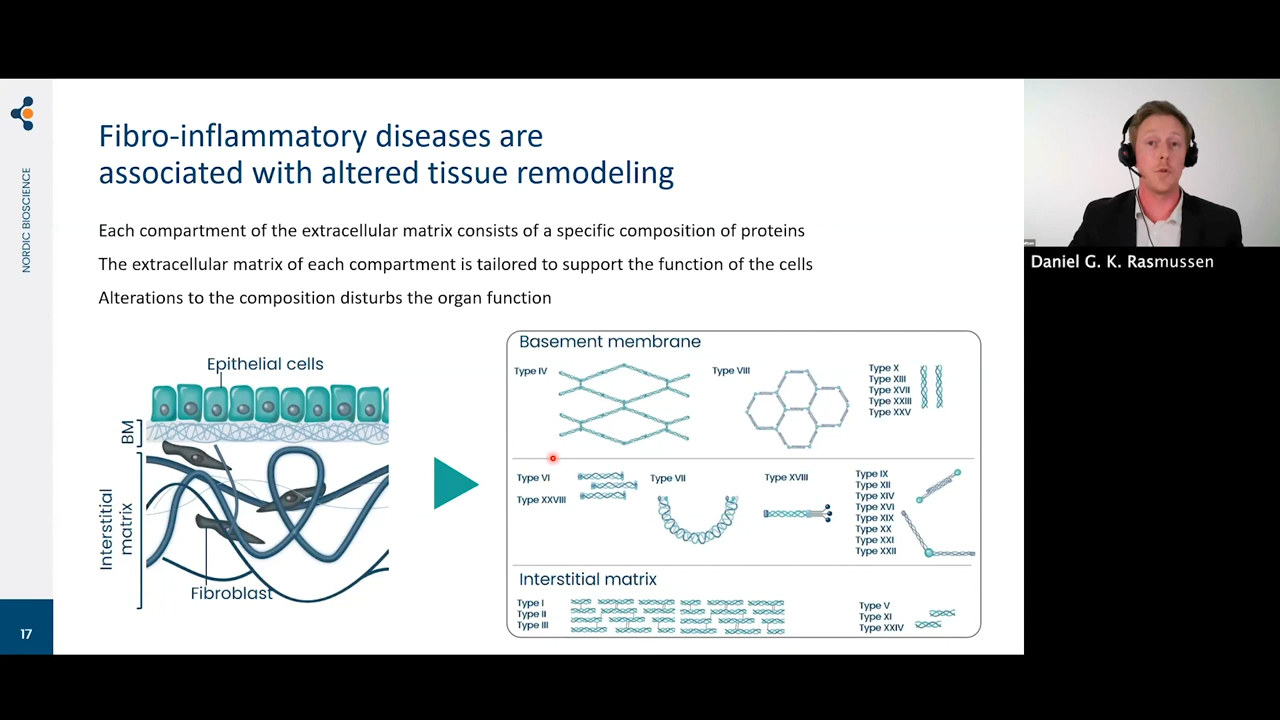 NORDIC BIOSCIENCE
17
Fibro-inflammatory diseases are
associated with altered tissue remodeling
Each compartment of the extracellular matrix consists of a specific composition of proteins
The extracellular matrix of each compartment is tailored to support the function of the cells
Alterations to the composition disturbs the organ function
Epithelial cells
BM
Interstitial
matrix
Fibroblast
Basement membrane
Type IV
Type VIII
Type X
Type XIII
Type XVII
Type XXIII
Type XXV
Type VI
Type XXVIII
Type VII
Type XVIII
Type IX
Type XII
Type XIV
Type XVI
Type XIX
Type XX
Type XXI
Type XXII
Interstitial matrix
Type I
Type II
Type III
Type V
Type XI
Type XXIV
Daniel G. K. Rasmussen